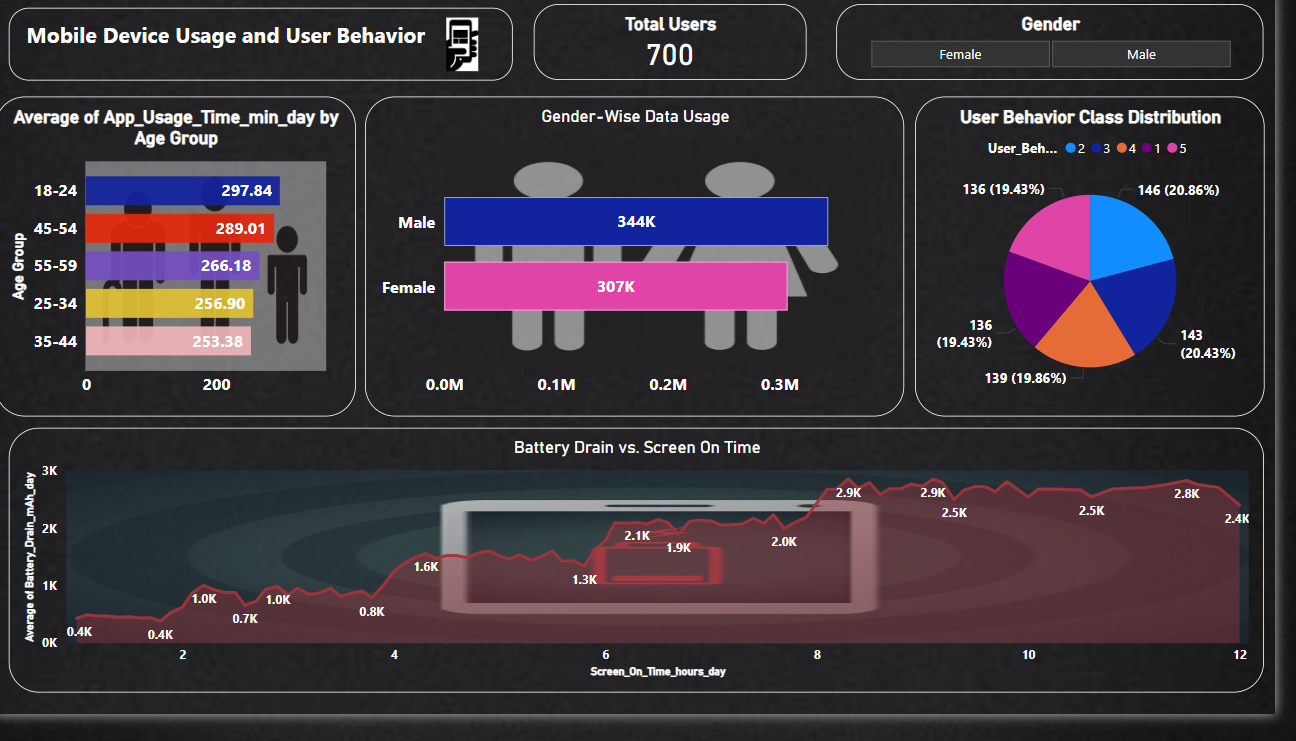 Mobile Device Usage and User Behavior
Total Users
700
Gender
Female
Male
Average of App_Usage_Time_min_day by
Age Group
Age Group
18-24
297.84
45-54
289.01
55-59
266.18
25-34
256.90
35-44
253.38
0
200
Gender-Wise Data Usage
Male
344K
Female
307K
0.0M
0.1M
0.2M
0.3M
User Behavior Class Distribution
User_Beh...
2
3
4
1
5
136 (19.43%)
146 (20.86%)
136
(19.43%)
143
(20.43%)
139 (19.86%)
Battery Drain vs. Screen On Time
Average of Battery_Drain_mAh_day
3K
2K
1K
0K
0.4K
0.4K
1.0K
0.7K
1.0K
0.8K
1.6K
1.3K
2.1K
1.9K
2.0K
2.9K
2.9K
2.5K
2.5K
2.8K
2.4K
2
4
6
8
10
12
Screen_On_Time_hours_day